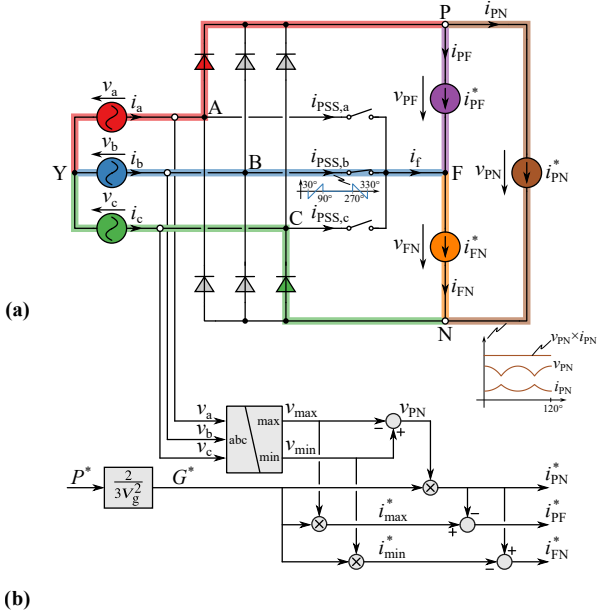 P i_PN
i_PF
v_a i_a A i_PSS,a v_PF i*_PF
v_b i_b B i_PSS,b i_f F v_PN i*_PN
Y
30° 330°
90° 270°
v_c i_c C i_PSS,c v_FN i*_FN
i_FN
(a)
N
v_PN×i_PN
v_PN
i_PN
120°
v_a v_max v_PN
max
v_b abc
v_c v_min
min
P* 2/3V_g^2 G* i*_PN
i*_max i*_PF
i*_min i*_FN
− + − + − +
(b)